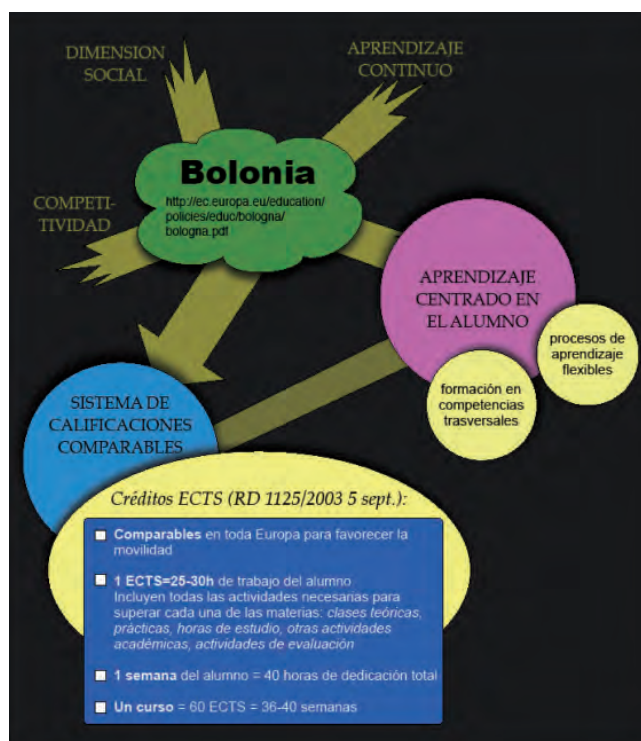 DIMENSION
SOCIAL
APRENDIZAJE
CONTINUO
Bolonia
http://ec.europa.eu/education/
policies/educ/bologna/
bologna.pdf
COMPETI-
TIVIDAD
APRENDIZAJE
CENTRADO EN
EL ALUMNO
procesos de
aprendizaje
flexibles
formación en
competencias
trasversales
SISTEMA DE
CALIFICACIONES
COMPARABLES
Créditos ECTS (RD 1125/2003 5 sept.):
Comparables en toda Europa para favorecer la
movilidad
1 ECTS=25-30h de trabajo del alumno
Incluyen todas las actividades necesarias para
superar cada una de las materias: clases teóricas,
prácticas, horas de estudio, otras actividades
académicas, actividades de evaluación
1 semana del alumno = 40 horas de dedicación total
Un curso = 60 ECTS = 36-40 semanas